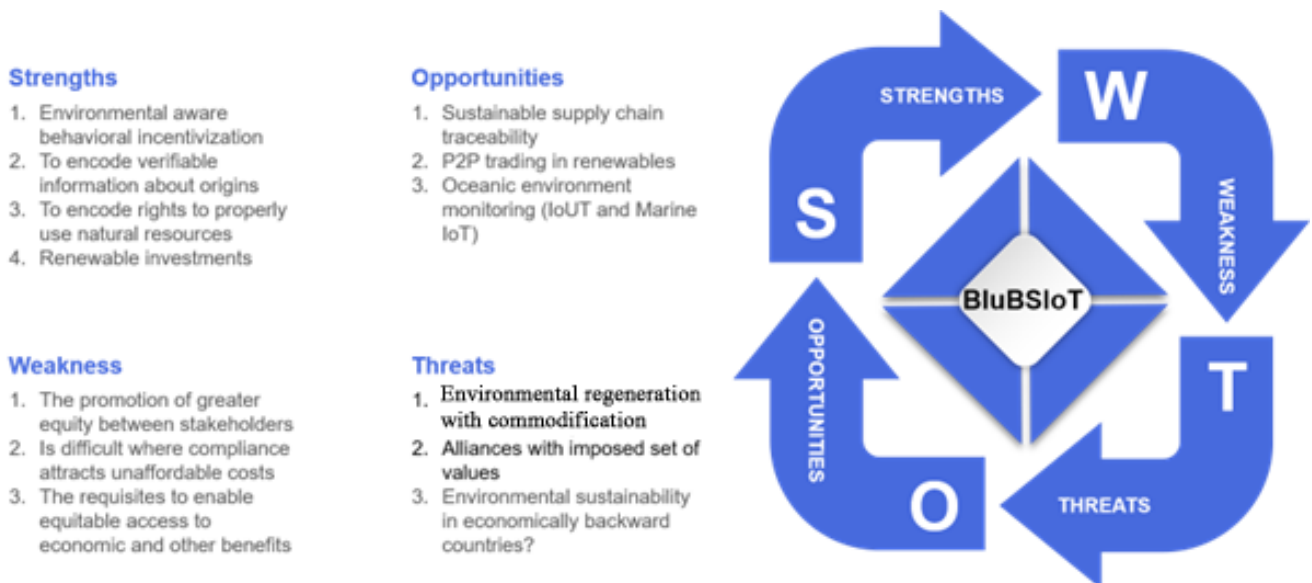 Strengths
1. Environmental aware
behavioral incentivization
2. To encode verifiable
information about origins
3. To encode rights to properly
use natural resources
4. Renewable investments
Opportunities
1. Sustainable supply chain
traceability
2. P2P trading in renewables
3. Oceanic environment
monitoring (IoUT and Marine
IoT)
Weakness
1. The promotion of greater
equity between stakeholders
2. Is difficult where compliance
attracts unaffordable costs
3. The requisites to enable
equitable access to
economic and other benefits
Threats
1. Environmental regeneration
with commodification
2. Alliances with imposed set of
values
3. Environmental sustainability
in economically backward
countries?
S
STRENGTHS
W
WEAKNESS
T
THREATS
O
OPPORTUNITIES
BluBSIoT